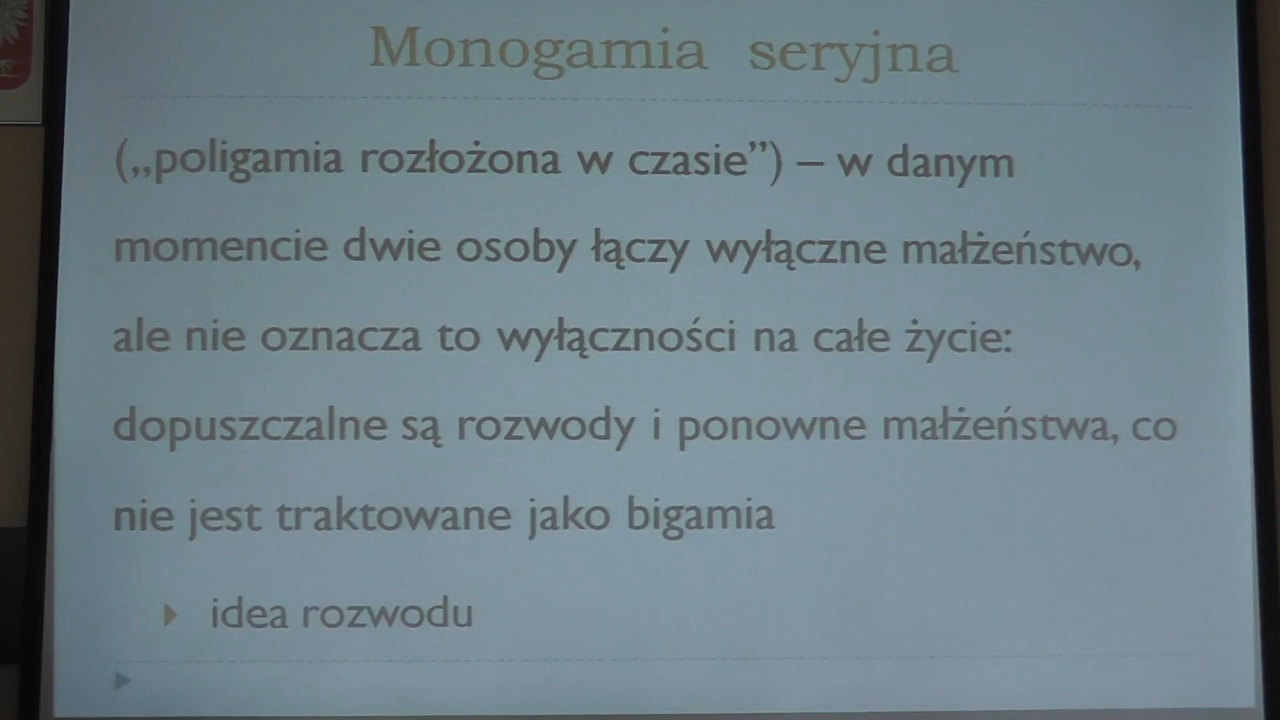 Monogamia seryjna
(„poligamia rozłożona w czasie”) – w danym
momencie dwie osoby łączy wyłączne małżeństwo,
ale nie oznacza to wyłączności na całe życie:
dopuszczalne są rozwody i ponowne małżeństwa, co
nie jest traktowane jako bigamia
idea rozwodu